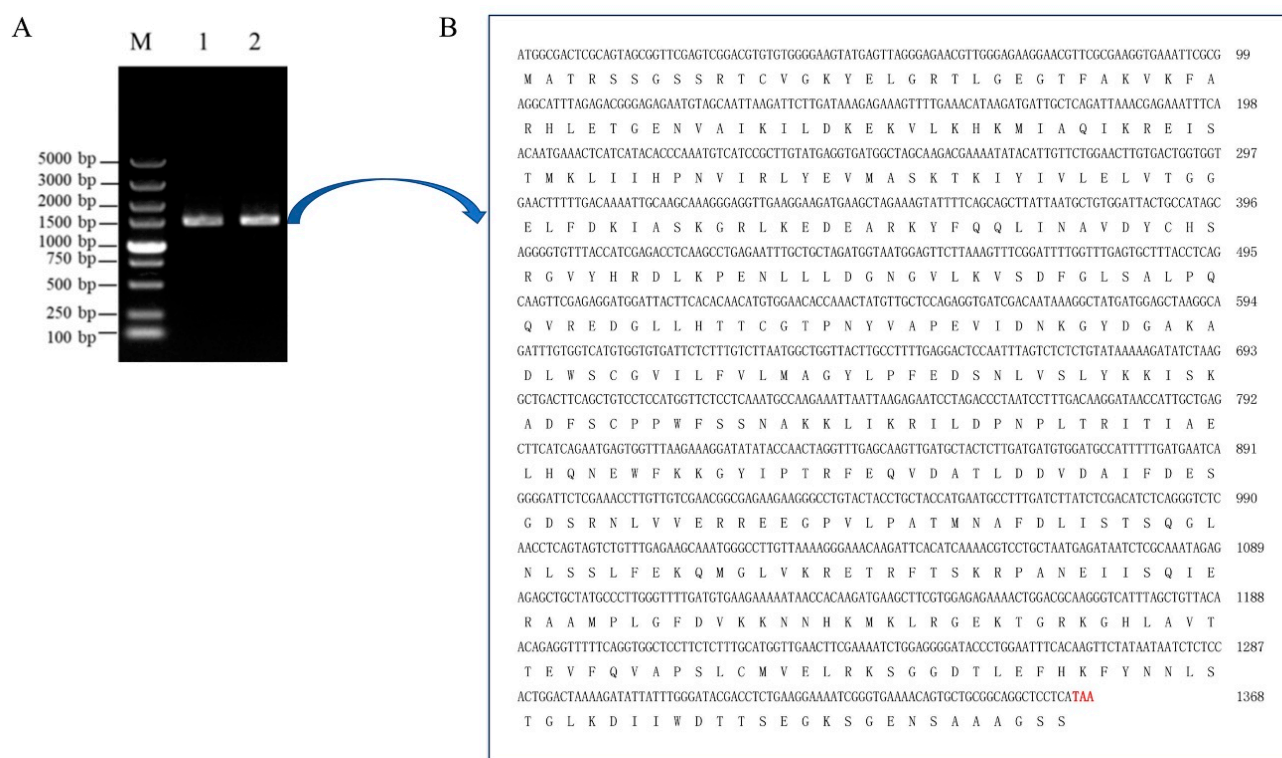 A
B
M 1 2
5000 bp
3000 bp
2000 bp
1500 bp
1000 bp
750 bp
500 bp
250 bp
100 bp
ATGGCGACTCGCAGTAGCGGTTCGAGTCGGACGTGTGTGGGGAAGTATGAGTTAGGGAGAACGTTGGGAGAAGGAACGTTCGCGAAGGTGAAATTCGCG 99
M A T R S S G S S R T C V G K Y E L G R T L G E G T F A K V K F A
AGGCATTTAGAGACGGGAGAGAATGTAGCAATTAAGATTCTTGATAAAGAGAAAGTTTTGAAACATAAGATGATTGCTCAGATTAAACGAGAAATTTCA 198
R H L E T G E N V A I K I L D K E K V L K H K M I A Q I K R E I S
ACAATGAAACTCATCATACACCCAAATGTCATCCGCTTGTATGAGGTGATGGCTAGCAAGACGAAAATATACATTGTTCTGGAACTTGTGACTGGTGGT 297
T M K L I I H P N V I R L Y E V M A S K T K I Y I V L E L V T G G
GAACTTTTTGACAAAATTGCAAGCAAAGGGAGGTTGAAGGAAGATGAAGCTAGAAAGTATTTTCAGCAGCTTATTAATGCTGTGGATTACTGCCATAGC 396
E L F D K I A S K G R L K E D E A R K Y F Q Q L I N A V D Y C H S
AGGGGTGTTTACCATCGAGACCTCAAGCCTGAGAATTTGCTGCTAGATGGTAATGGAGTTCTTAAAGTTTCGGATTTTGGTTTGAGTGCTTTACCTCAG 495
R G V Y H R D L K P E N L L L D G N G V L K V S D F G L S A L P Q
CAAGTTCGAGAGGATGGATTACTTCACACAACATGTGGAACACCAAACTATGTTGCTCCAGAGGTGATCGACAATAAAGGCTATGATGGAGCTAAGGCA 594
Q V R E D G L L H T T C G T P N Y V A P E V I D N K G Y D G A K A
GATTTGTGGTCATGTGGTGTGATTCTCTTTGTCTTAATGGCTGGTTACTTGCCTTTTGAGGACTCCAATTTAGTCTCTCTGTATAAAAAGATATCTAAG 693
D L W S C G V I L F V L M A G Y L P F E D S N L V S L Y K K I S K
GCTGACTTCAGCTGTCCTCCATGGTTCTCCTCAAATGCCAAGAAATTAATTAAGAGAATCCTAGACCCTAATCCTTTGACAAGGATAACCATTGCTGAG 792
A D F S C P P W F S S N A K K L I K R I L D P N P L T R I T I A E
CTTCATCAGAATGAGTGGTTTAAGAAAGGATATATACCAACTAGGTTTGAGCAAGTTGATGCTACTCTTGATGATGTGGATGCCATTTTTGATGAATCA 891
L H Q N E W F K K G Y I P T R F E Q V D A T L D D V D A I F D E S
GGGGATTCTCGAAACCTTGTTGTCGAACGGCGAGAAGAAGGGCCTGTACTACCTGCTACCATGAATGCCTTTGATCTTATCTCGACATCTCAGGGTCTC 990
G D S R N L V V E R R E E G P V L P A T M N A F D L I S T S Q G L
AACCTCAGTAGTCTGTTTGAGAAGCAAATGGGCCTTGTTAAAAGGGAAACAAGATTCACATCAAAACGTCCTGCTAATGAGATAATCTCGCAAATAGAG 1089
N L S S L F E K Q M G L V K R E T R F T S K R P A N E I I S Q I E
AGAGCTGCTATGCCCTTGGGTTTTGATGTGAAGAAAAATAACCACAAGATGAAGCTTCGTGGAGAGAAAACTGGACGCAAGGGTCATTTAGCTGTTACA 1188
R A A M P L G F D V K K N N H K M K L R G E K T G R K G H L A V T
ACAGAGGTTTTTCAGGTGGCTCCTTCTCTTTGCATGGTTGAACTTCGAAAATCTGGAGGGGATACCCTGGAATTTCACAAGTTCTATAATAATCTCTCC 1287
T E V F Q V A P S L C M V E L R K S G G D T L E F H K F Y N N L S
ACTGGACTAAAAGATATTATTTGGGATACGACCTCTGAAGGAAAATCGGGTGAAAACAGTGCTGCGGCAGGCTCCTCATAA 1368
T G L K D I I W D T T S E G K S G E N S A A A G S S